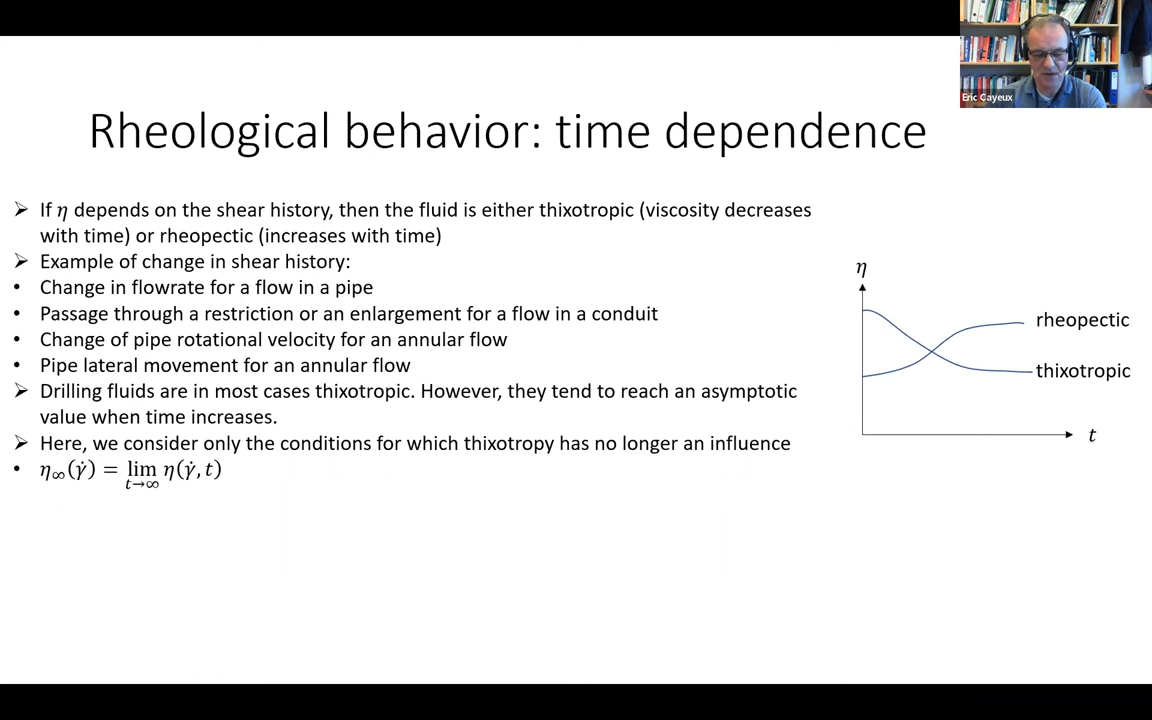 Eric Cayeux
Rheological behavior: time dependence
➢ If η depends on the shear history, then the fluid is either thixotropic (viscosity decreases
with time) or rheopectic (increases with time)
➢ Example of change in shear history:
• Change in flowrate for a flow in a pipe
• Passage through a restriction or an enlargement for a flow in a conduit
• Change of pipe rotational velocity for an annular flow
• Pipe lateral movement for an annular flow
➢ Drilling fluids are in most cases thixotropic. However, they tend to reach an asymptotic
value when time increases.
➢ Here, we consider only the conditions for which thixotropy has no longer an influence
• η∞(γ̇) = lim t→∞ η(γ̇, t)
η
rheopectic
thixotropic
t